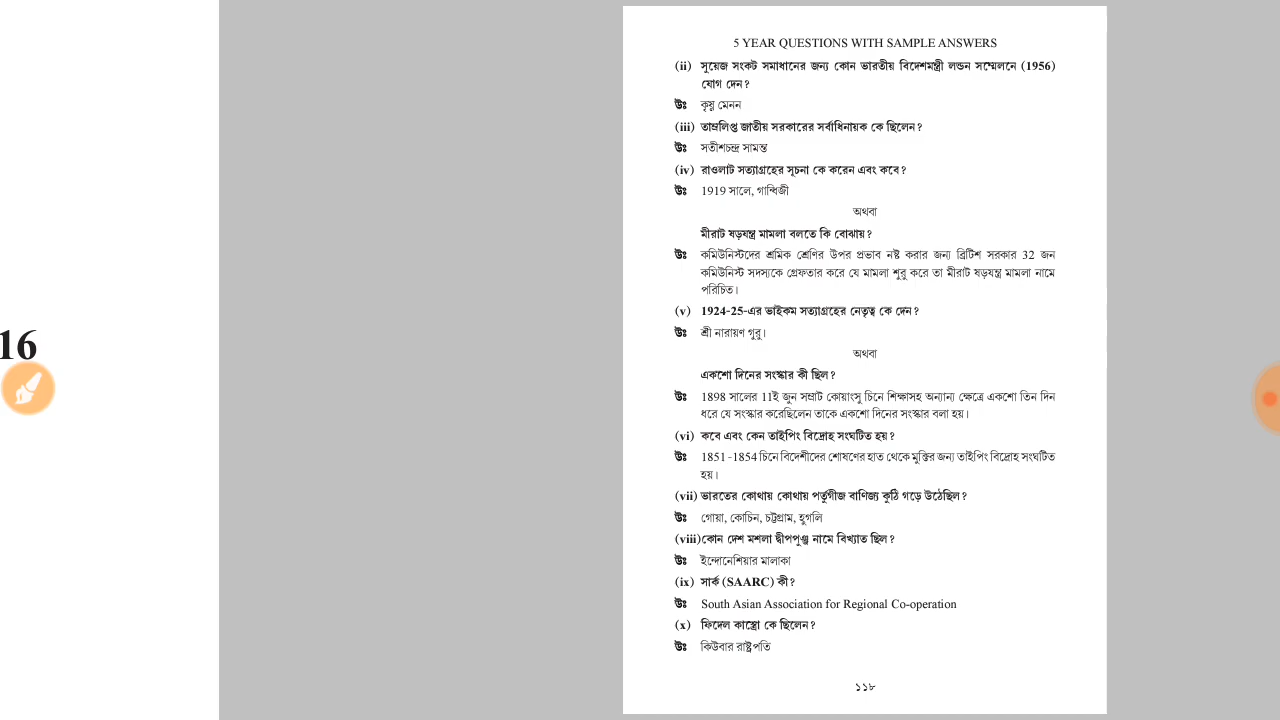 5 YEAR QUESTIONS WITH SAMPLE ANSWERS
(ii) সুয়েজ সংকট সমাধানের জন্য কোন ভারতীয় বিদেশমন্ত্রী লন্ডন সম্মেলনে (1956)
যোগ দেন?
উঃ কৃষ্ণ মেনন
(iii) তাম্রলিপ্ত জাতীয় সরকারের সর্বাধিনায়ক কে ছিলেন?
উঃ সতীশচন্দ্র সামন্ত
(iv) রাওলাট সত্যাগ্রহের সূচনা কে করেন এবং কবে?
উঃ 1919 সালে, গান্ধিজী
অথবা
মীরাট ষড়যন্ত্র মামলা বলতে কি বোঝায়?
উঃ কমিউনিস্টদের শ্রমিক শ্রেণির উপর প্রভাব নষ্ট করার জন্য ব্রিটিশ সরকার 32 জন
কমিউনিস্ট সদস্যকে গ্রেফতার করে যে মামলা শুরু করে তা মীরাট ষড়যন্ত্র মামলা নামে
পরিচিত।
(v) 1924-25-এর ভাইকম সত্যাগ্রহের নেতৃত্ব কে দেন?
16
উঃ শ্রী নারায়ণ গুরু।
অথবা
একশো দিনের সংস্কার কী ছিল?
উঃ 1898 সালের 11ই জুন সম্রাট কোয়াংসু চিনে শিক্ষাসহ অন্যান্য ক্ষেত্রে একশো তিন দিন
ধরে যে সংস্কার করেছিলেন তাকে একশো দিনের সংস্কার বলা হয়।
(vi) কবে এবং কেন তাইপিং বিদ্রোহ সংঘটিত হয়?
উঃ 1851 -1854 চিনে বিদেশীদের শোষণের হাত থেকে মুক্তির জন্য তাইপিং বিদ্রোহ সংঘটিত
হয়।
(vii) ভারতের কোথায় কোথায় পর্তুগীজ বাণিজ্য কুঠি গড়ে উঠেছিল?
উঃ গোয়া, কোচিন, চট্টগ্রাম, হুগলি
(viii) কোন দেশ মশলা দ্বীপপুঞ্জ নামে বিখ্যাত ছিল?
উঃ ইন্দোনেশিয়ার মালাকা
(ix) সার্ক (SAARC) কী?
উঃ South Asian Association for Regional Co-operation
(x) ফিদেল কাস্ত্রো কে ছিলেন?
উঃ কিউবার রাষ্ট্রপতি
১১৮